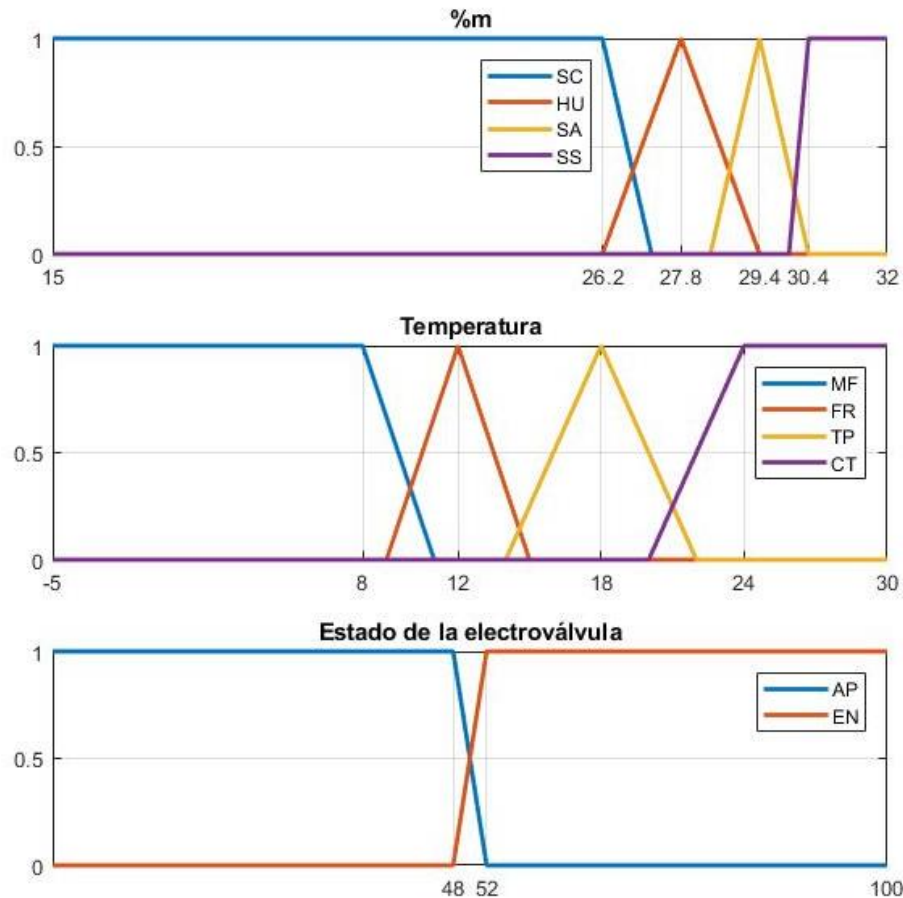 %m
1
0.5
0
SC
HU
SA
SS
15 26.2 27.8 29.4 30.4 32
Temperatura
1
0.5
0
MF
FR
TP
CT
-5 8 12 18 24 30
Estado de la electroválvula
1
0.5
0
AP
EN
48 52 100